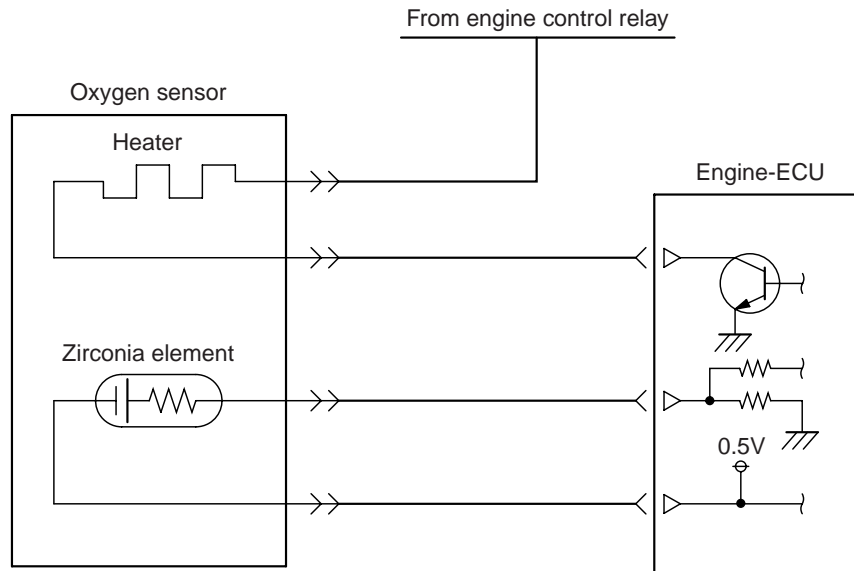 From engine control relay
Oxygen sensor
Heater
Engine-ECU
Zirconia element
0.5V